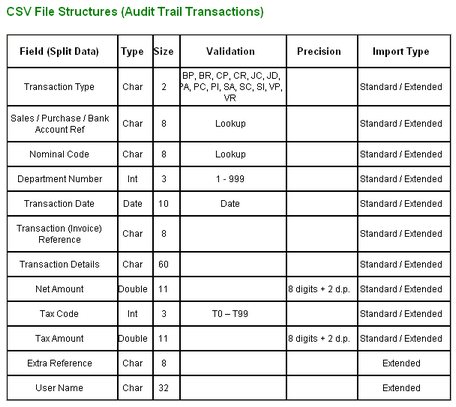 CSV File Structures (Audit Trail Transactions)
Field (Split Data) Type Size Validation Precision Import Type
Transaction Type Char 2 BP, BR, CP, CR, JC, JD, PA, PC, PI, SA, SC, SI, VP, VR Standard / Extended
Sales / Purchase / Bank Account Ref Char 8 Lookup Standard / Extended
Nominal Code Char 8 Lookup Standard / Extended
Department Number Int 3 1 - 999 Standard / Extended
Transaction Date Date 10 Date Standard / Extended
Transaction (Invoice) Reference Char 8 Standard / Extended
Transaction Details Char 60 Standard / Extended
Net Amount Double 11 8 digits + 2 d.p. Standard / Extended
Tax Code Int 3 T0 – T99 Standard / Extended
Tax Amount Double 11 8 digits + 2 d.p. Standard / Extended
Extra Reference Char 8 Extended
User Name Char 32 Extended